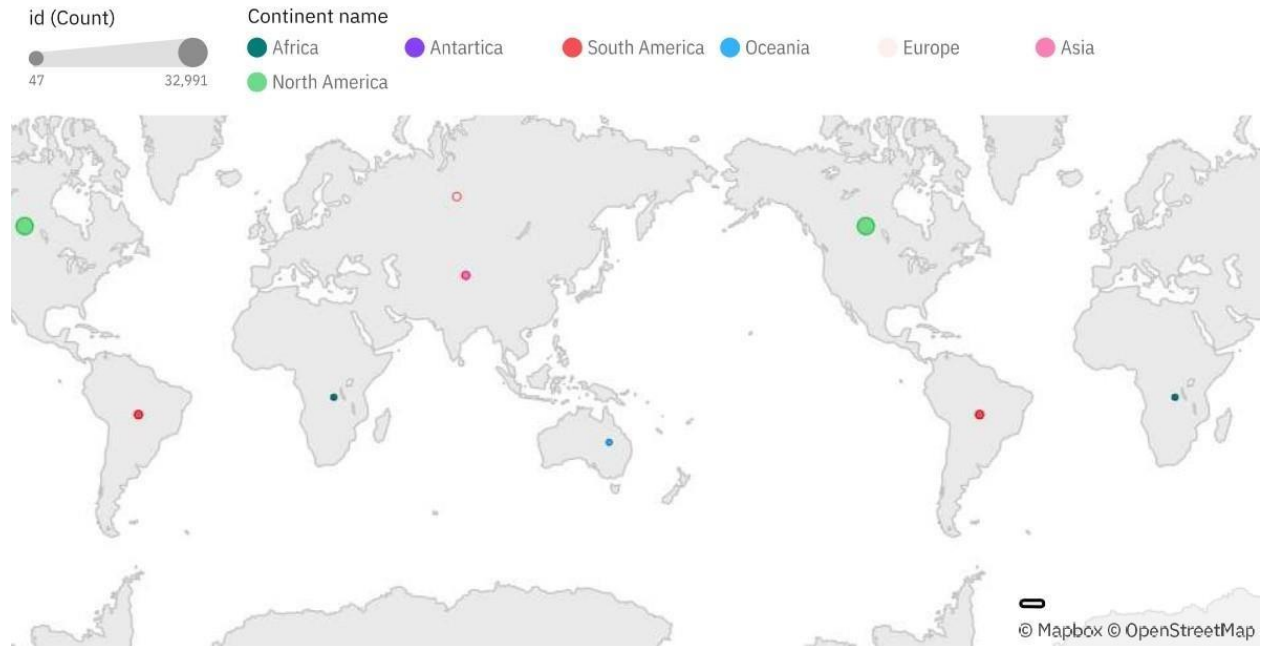 id (Count)
47
32,991
Continent name
Africa
Antartica
South America
Oceania
Europe
Asia
North America
© Mapbox © OpenStreetMap